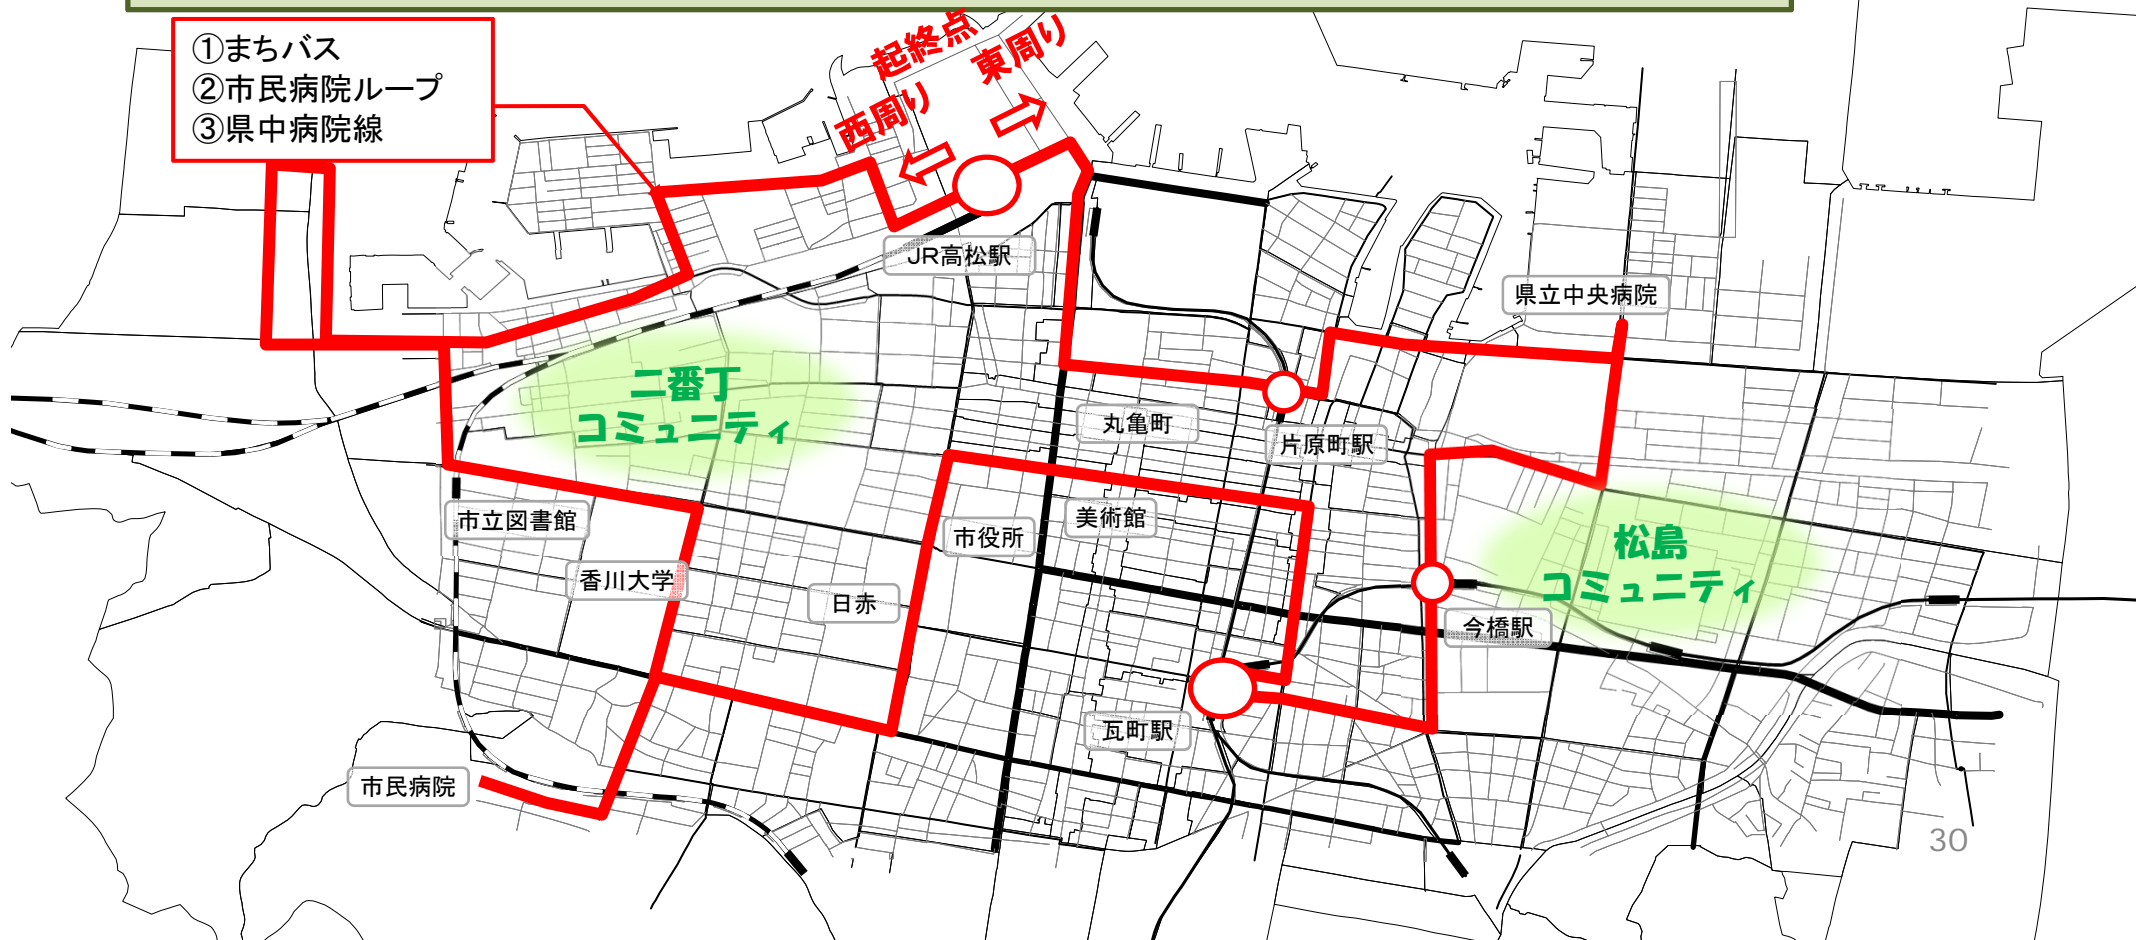 ①まちバス
②市民病院ループ
③県中病院線
起終点
東周り
西周り
JR高松駅
県立中央病院
二番丁
コミュニティ
丸亀町
片原町駅
市立図書館
市役所
美術館
松島
コミュニティ
香川大学
日赤
今橋駅
瓦町駅
市民病院
30